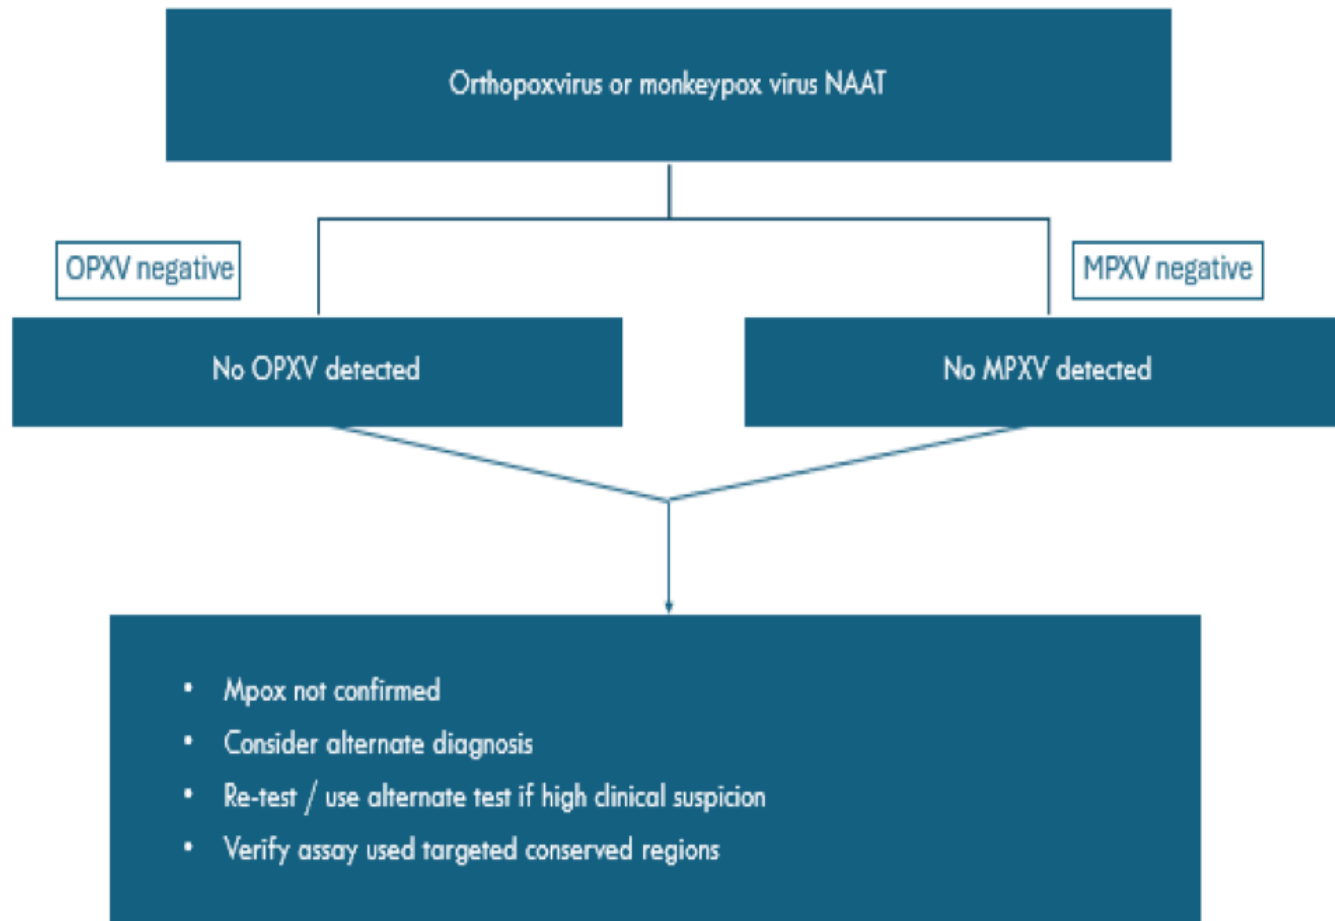 Orthopoxvirus or monkeypox virus NAAT
OPXV negative
MPXV negative
No OPXV detected
No MPXV detected
• Mpox not confirmed
• Consider alternate diagnosis
• Re-test / use alternate test if high clinical suspicion
• Verify assay used targeted conserved regions